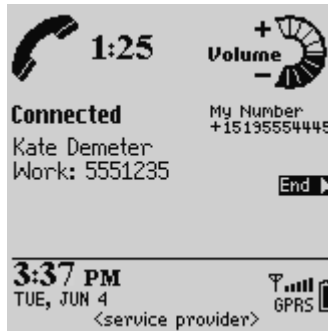 1:25
+
Volume
−
Connected
My Number
+15195554445
Kate Demeter
Work: 5551235
End
3:37 PM
TUE, JUN 4
GPRS
<service provider>